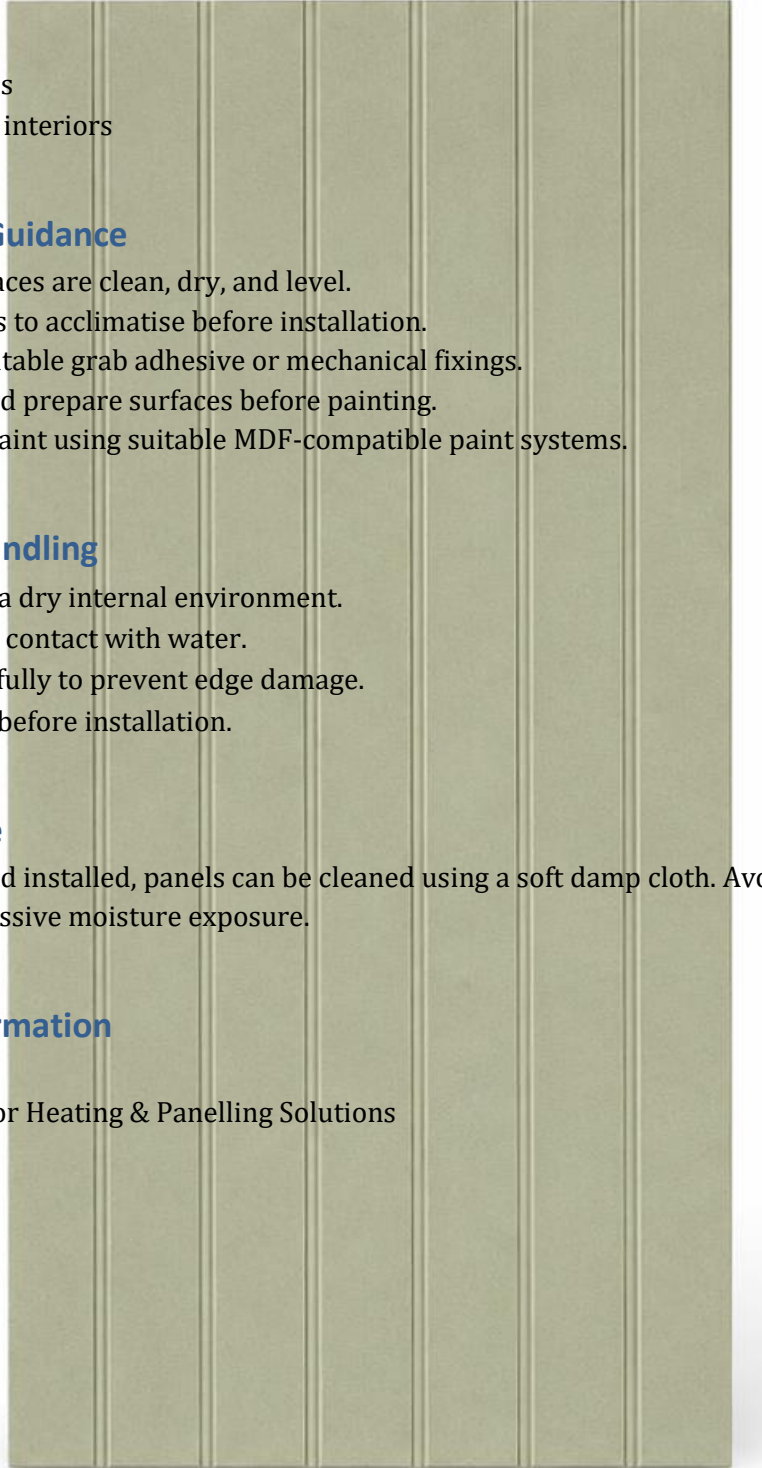 s
interiors
Guidance
aces are clean, dry, and level.
s to acclimatise before installation.
itable grab adhesive or mechanical fixings.
d prepare surfaces before painting.
aint using suitable MDF-compatible paint systems.
ndling
a dry internal environment.
contact with water.
fully to prevent edge damage.
before installation.
e
d installed, panels can be cleaned using a soft damp cloth. Avo
ssive moisture exposure.
rmation
or Heating & Panelling Solutions